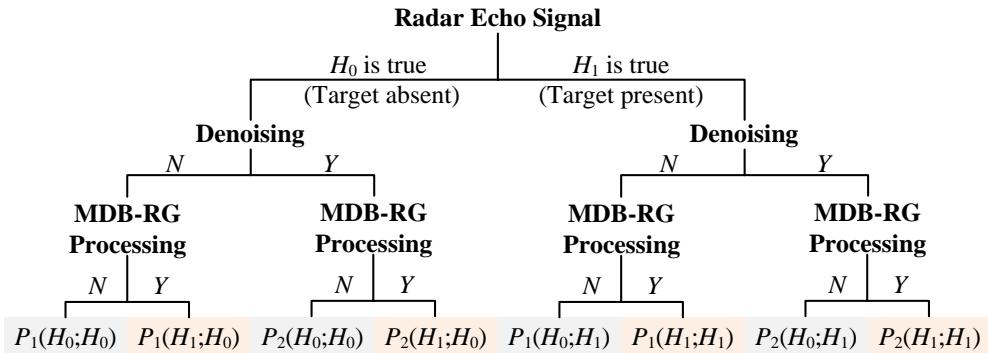 Radar Echo Signal
H₀ is true H₁ is true
(Target absent) (Target present)
Denoising Denoising
N Y N Y
MDB-RG MDB-RG MDB-RG MDB-RG
Processing Processing Processing Processing
N Y N Y N Y N Y
P₁(H₀;H₀) P₁(H₁;H₀) P₂(H₀;H₀) P₂(H₁;H₀) P₁(H₀;H₁) P₁(H₁;H₁) P₂(H₀;H₁) P₂(H₁;H₁)